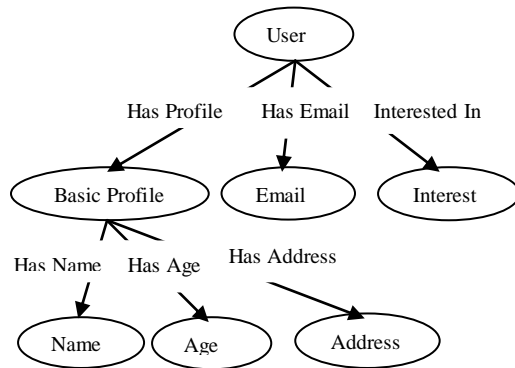 User
Has Profile Has Email Interested In
Basic Profile Email Interest
Has Name Has Age Has Address
Name Age Address